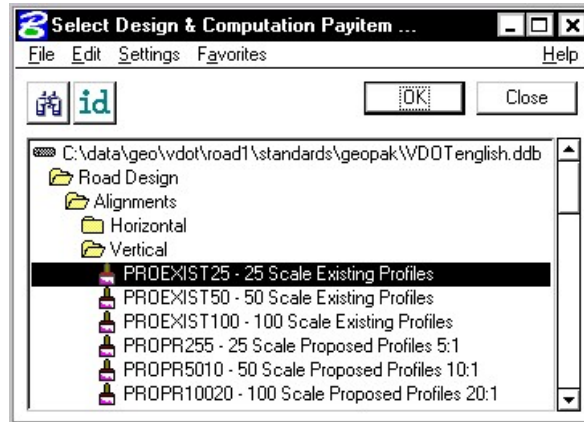 Select Design & Computation Payitem ...
File Edit Settings Favorites Help
id OK Close
C:\data\geo\vdot\road1\standards\geopak\VDOTenglish.ddb
Road Design
Alignments
Horizontal
Vertical
PROEXIST25 - 25 Scale Existing Profiles
PROEXIST50 - 50 Scale Existing Profiles
PROEXIST100 - 100 Scale Existing Profiles
PROPR255 - 25 Scale Proposed Profiles 5:1
PROPR5010 - 50 Scale Proposed Profiles 10:1
PROPR10020 - 100 Scale Proposed Profiles 20:1